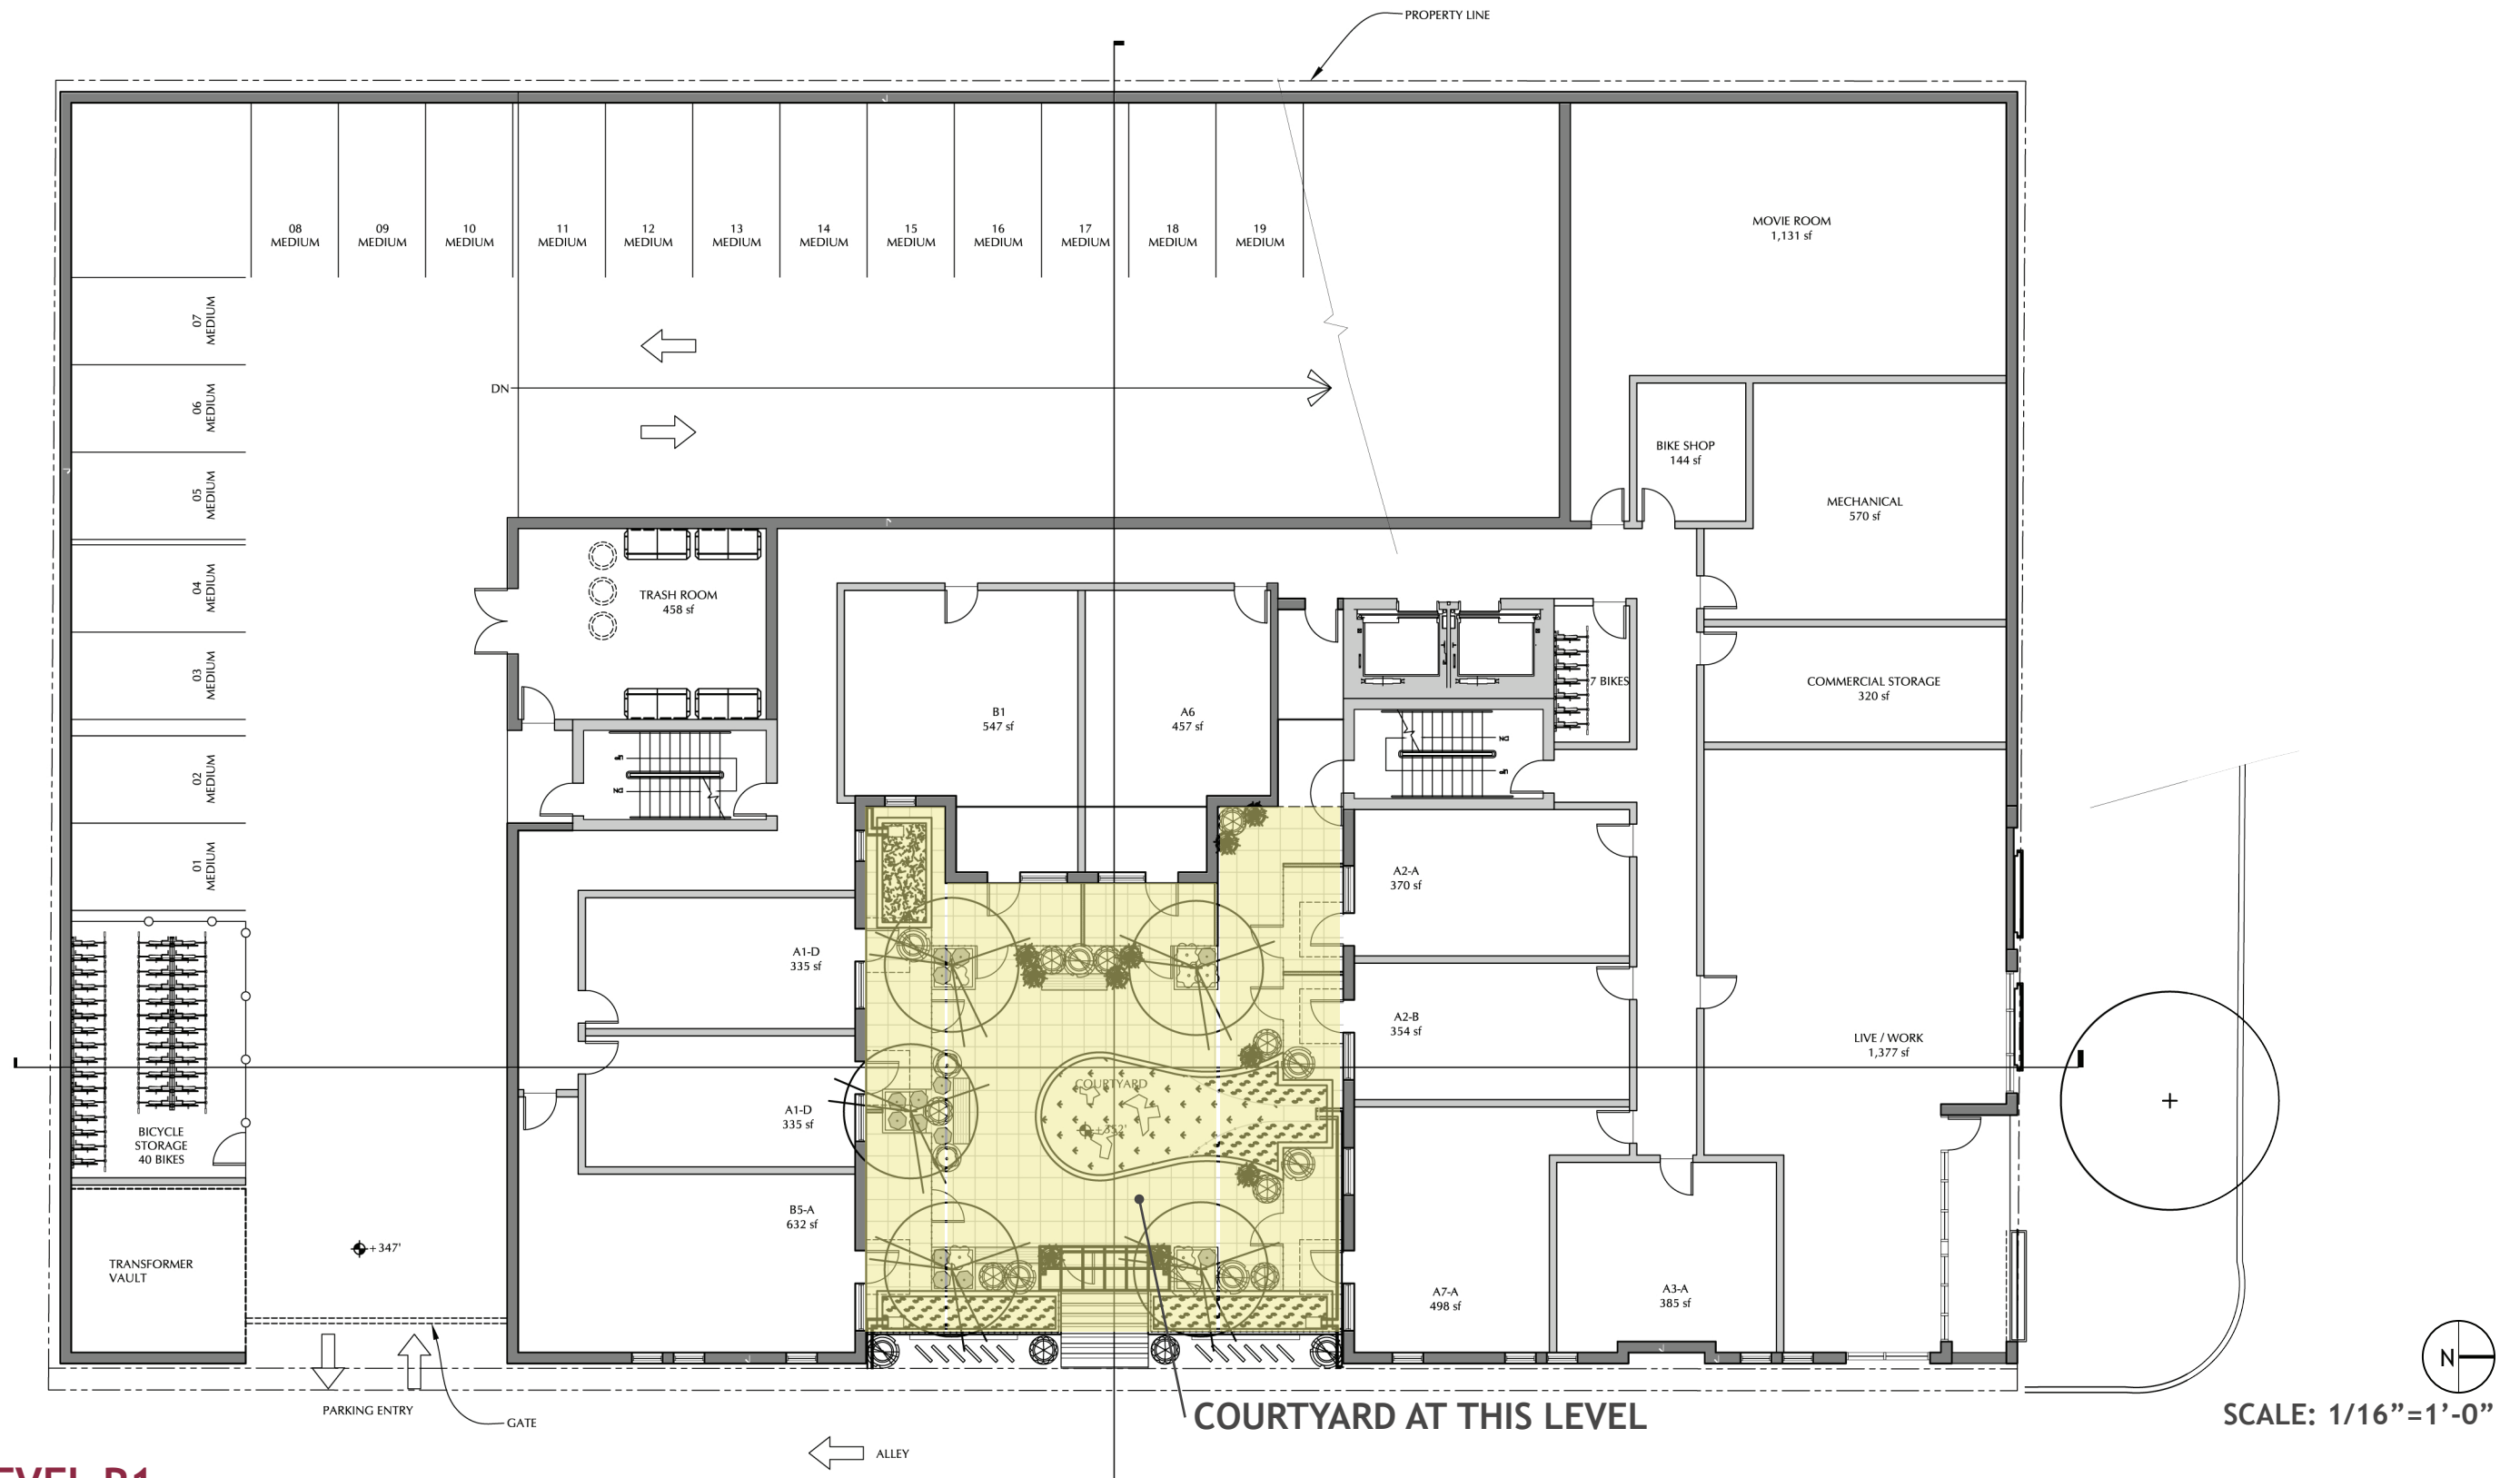 PROPERTY LINE
08
MEDIUM
09
MEDIUM
10
MEDIUM
11
MEDIUM
12
MEDIUM
13
MEDIUM
14
MEDIUM
15
MEDIUM
16
MEDIUM
17
MEDIUM
18
MEDIUM
19
MEDIUM
MOVIE ROOM
1,131 sf
07
MEDIUM
06
MEDIUM
05
MEDIUM
04
MEDIUM
03
MEDIUM
02
MEDIUM
01
MEDIUM
DN
BIKE SHOP
144 sf
MECHANICAL
570 sf
TRASH ROOM
458 sf
7 BIKES
COMMERCIAL STORAGE
320 sf
B1
547 sf
A6
457 sf
UP
DN
DN
UP
A2-A
370 sf
A1-D
335 sf
A2-B
354 sf
LIVE / WORK
1,377 sf
COURTYARD
+352'
A1-D
335 sf
BICYCLE
STORAGE
40 BIKES
B5-A
632 sf
+347'
TRANSFORMER
VAULT
A7-A
498 sf
A3-A
385 sf
N
PARKING ENTRY
GATE
COURTYARD AT THIS LEVEL
SCALE: 1/16”=1’-0”
ALLEY